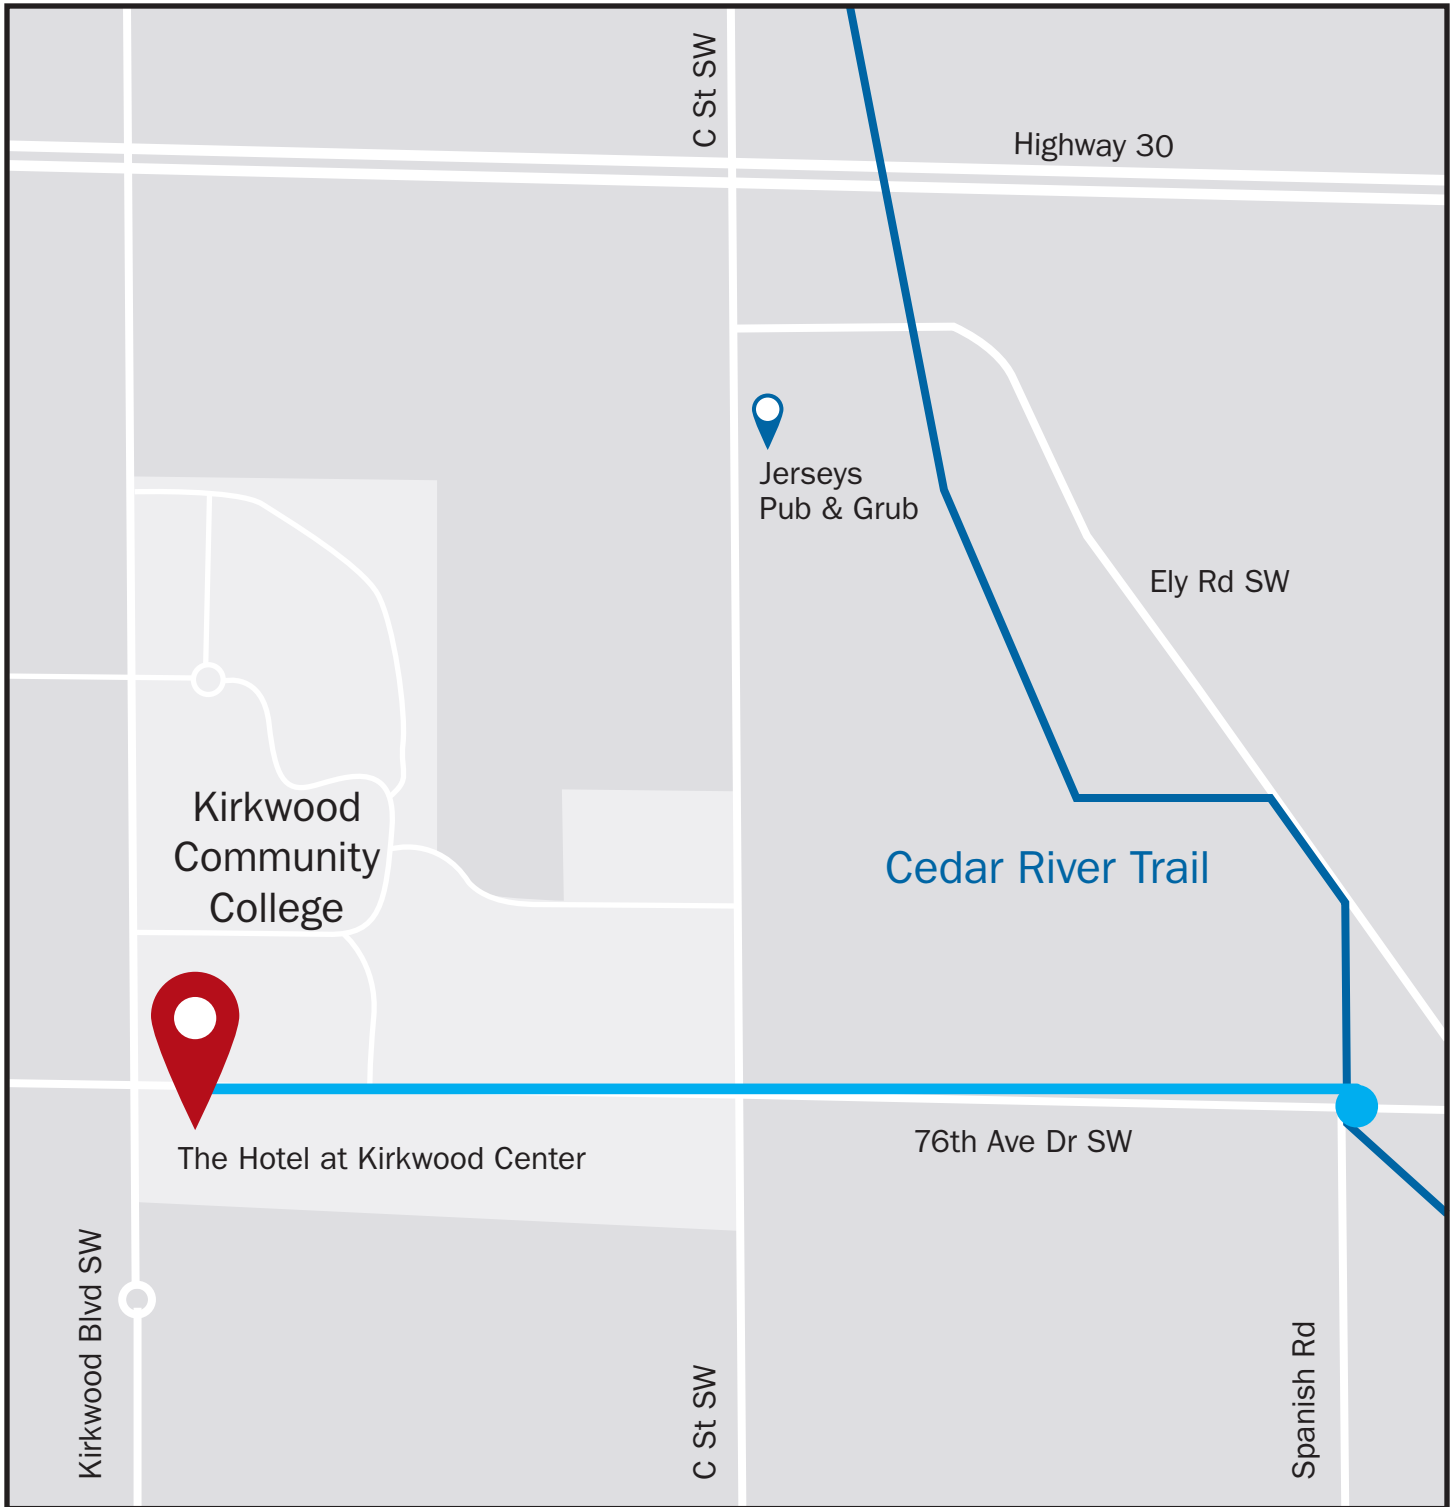 C St SW
Highway 30
Jerseys
Pub & Grub
Ely Rd SW
Kirkwood
Community
College
Cedar River Trail
76th Ave Dr SW
The Hotel at Kirkwood Center
Kirkwood Blvd SW
C St SW
Spanish Rd